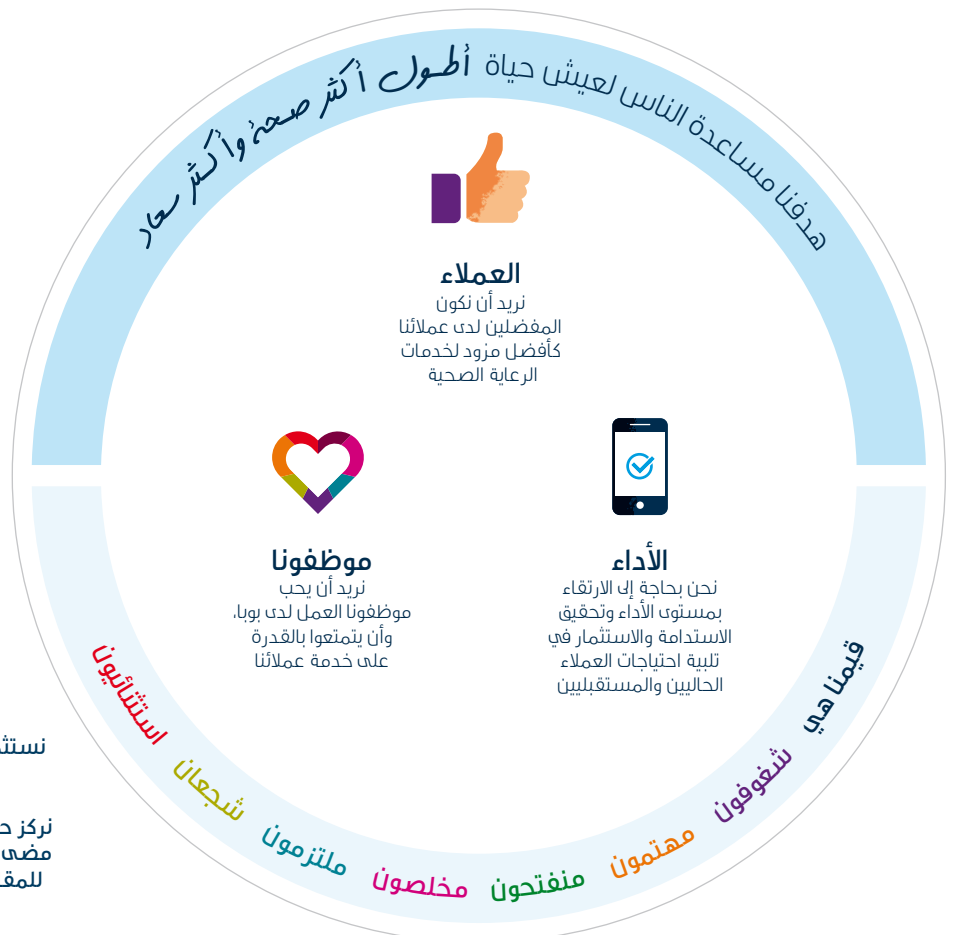 هدفنا مساعدة الناس لعيش حياة أطول أكثر صحة وأكثر سعاد
العملاء
نريد أن نكون
المفضلين لدى عملائنا
كأفضل مزود لخدمات
الرعاية الصحية
موظفونا
نريد أن يحب
موظفونا العمل لدى بوبا،
وأن يتمتعوا بالقدرة
على خدمة عملائنا
الأداء
نحن بحاجة إلى الارتقاء
بمستوى الأداء وتحقيق
الاستدامة والاستثمار في
تلبية احتياجات العملاء
الحاليين والمستقبليين
قيمنا هي
شغوفون
مهتمون
منفتحون
مخلصون
ملتزمون
شجعان
استثنائيون
نركز
مضى